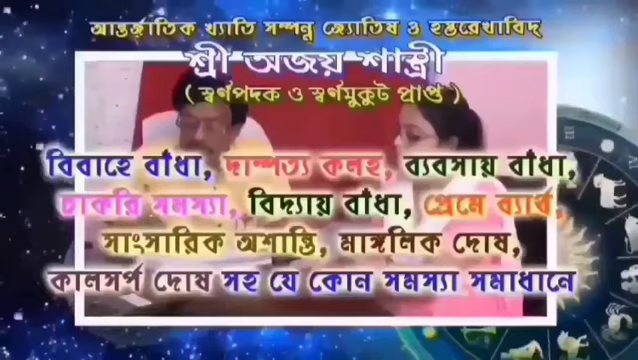 আন্তর্জাতিক খ্যাতি সম্পন্ন জ্যোতিষ ও হস্তরেখাবিদ্
শ্রী অজয় শাস্ত্রী
( স্বর্ণপদক ও স্বর্ণমুকুট প্রাপ্ত )
বিবাহে বাঁধা, দাম্পত্য কলহ, ব্যবসায় বাঁধা,
চাকরি সমস্যা, বিদ্যায় বাঁধা, প্রেমে ব্যার্থ,
সাংসারিক অশান্তি, মাঙ্গলিক দোষ,
কালসর্প দোষ সহ যে কোন সমস্যা সমাধানে